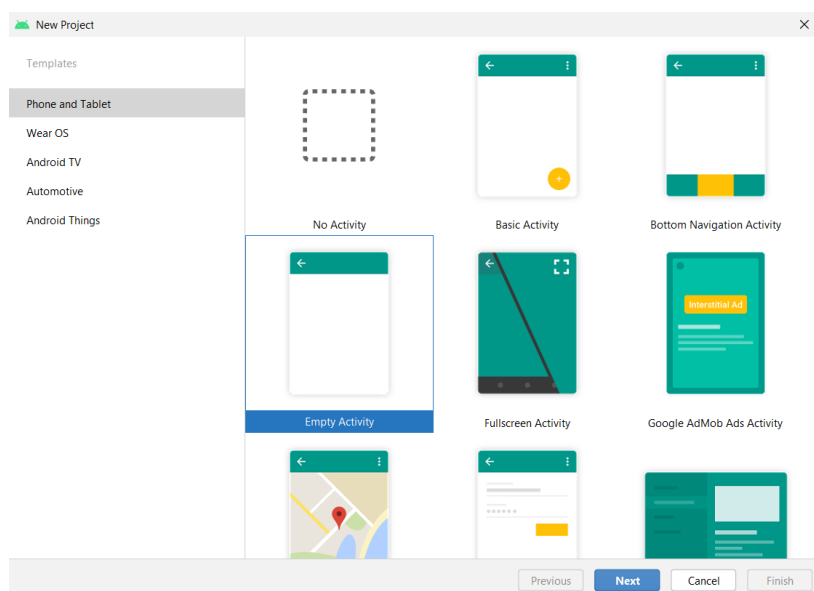 New Project
Templates
Phone and Tablet
Wear OS
Android TV
Automotive
Android Things
No Activity
Basic Activity
Bottom Navigation Activity
Interstitial Ad
Empty Activity
Fullscreen Activity
Google AdMob Ads Activity
Previous
Next
Cancel
Finish